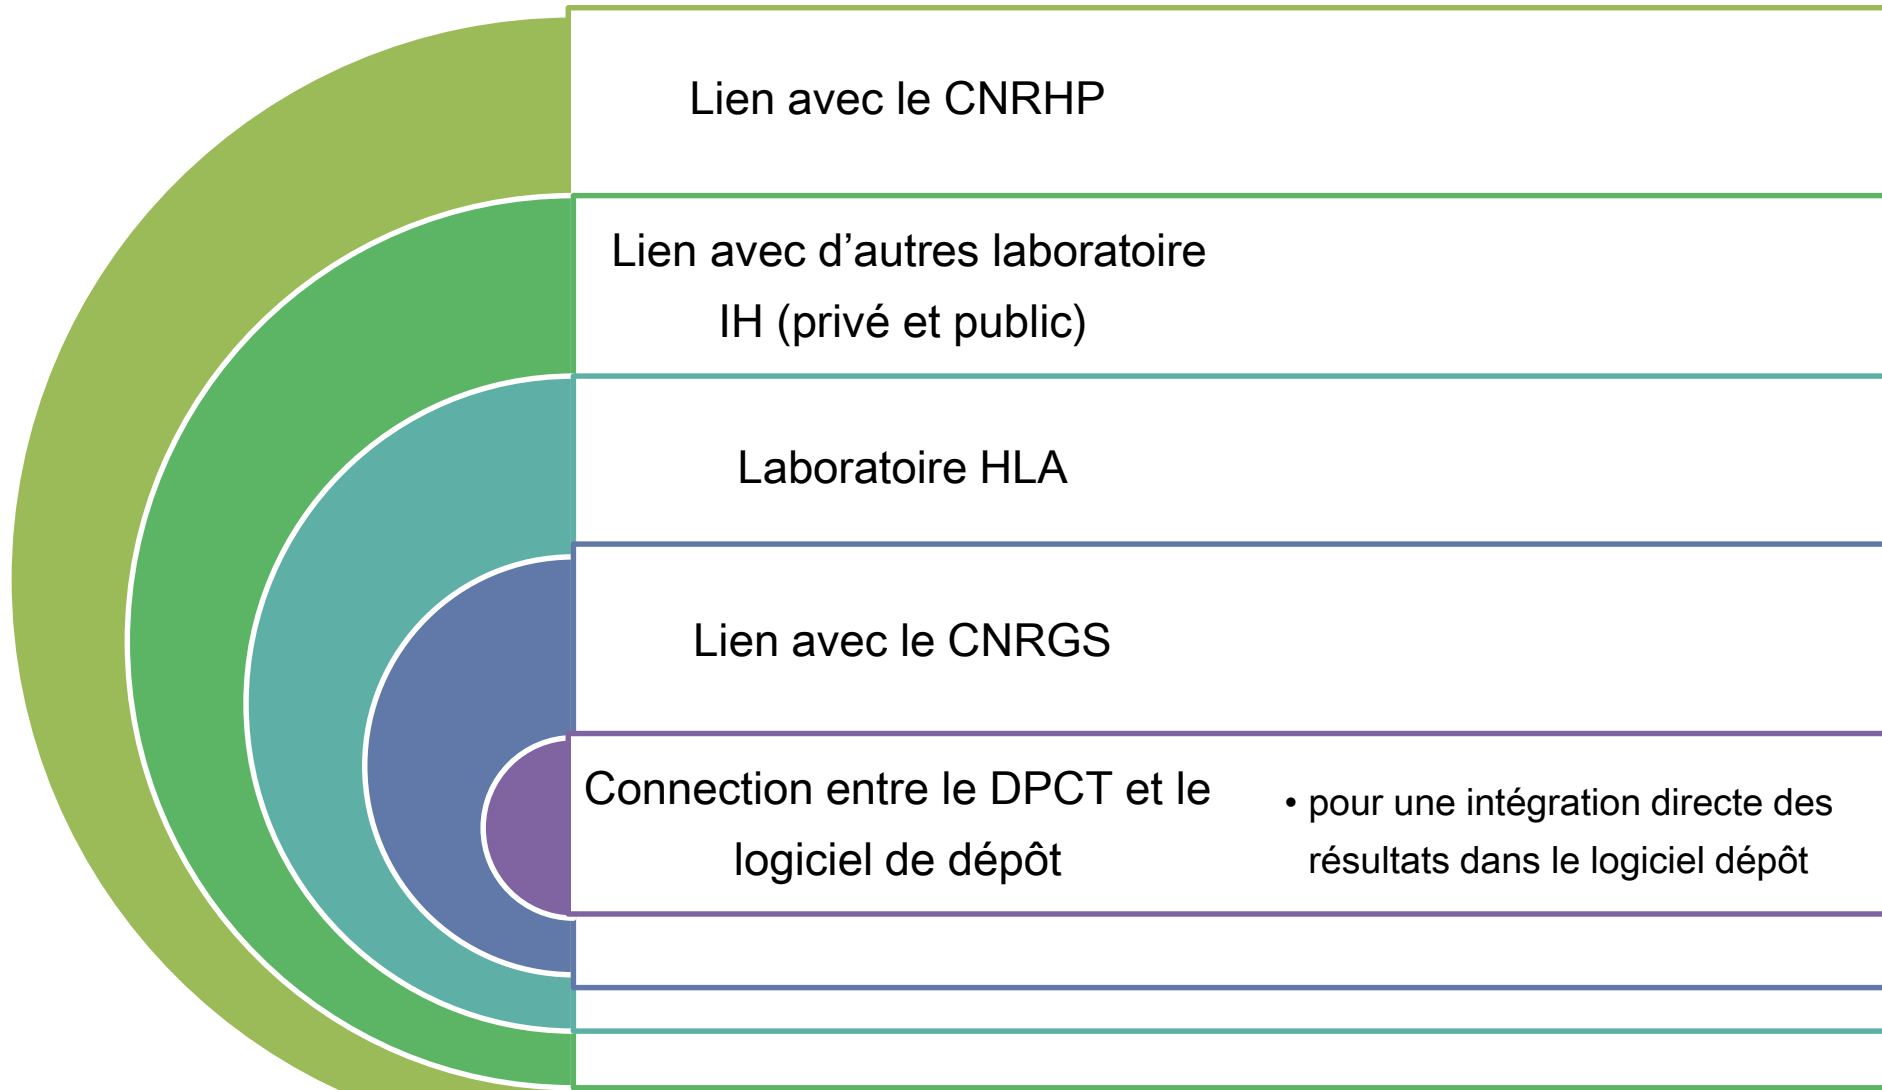 Lien avec le CNRHP
Lien avec d’autres laboratoire
IH (privé et public)
Laboratoire HLA
Lien avec le CNRGS
Connection entre le DPCT et le
logiciel de dépôt
• pour une intégration directe des
résultats dans le logiciel dépôt